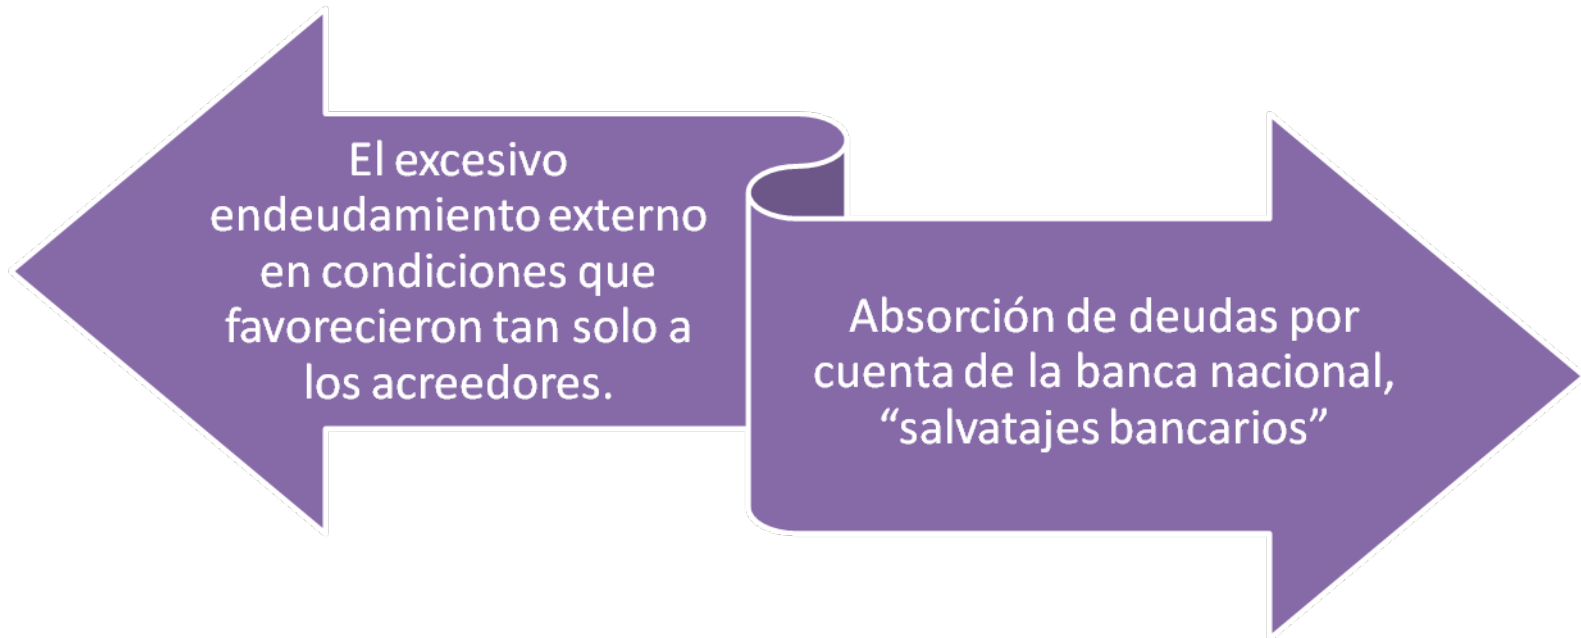 El excesivo
endeudamiento externo
en condiciones que
favorecieron tan solo a
los acreedores.
Absorción de deudas por
cuenta de la banca nacional,
“salvatajes bancarios”